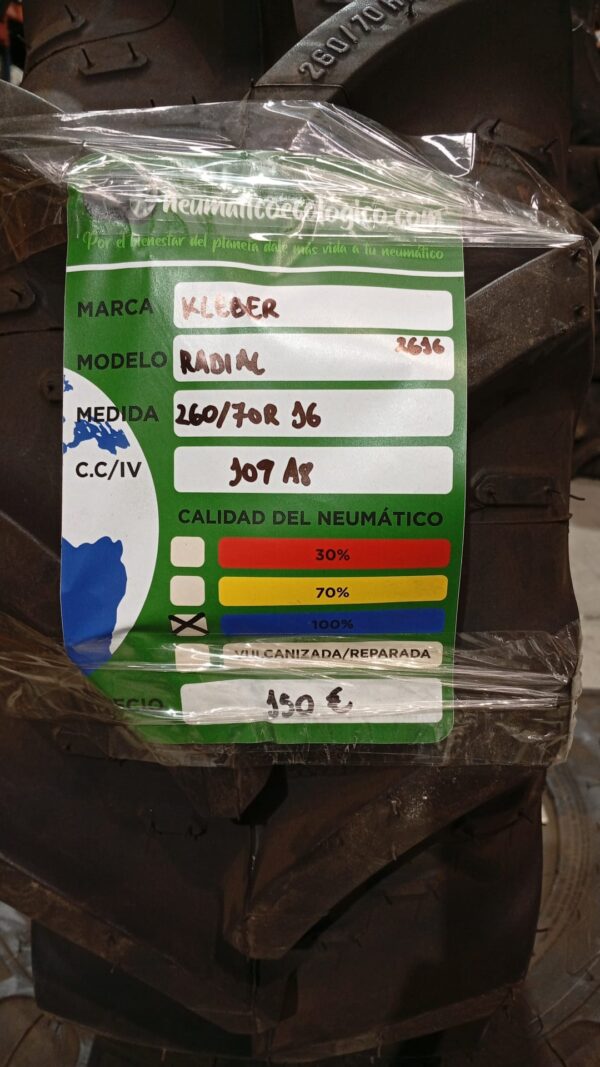 260/70R
neumaticoecologico.com
Por el bienestar del planeta dale más vida a tu neumático
MARCA KLEBER
MODELO RADIAL 2616
MEDIDA 260/70R 16
C.C/IV 109 A8
CALIDAD DEL NEUMÁTICO
30%
70%
X 100%
VULCANIZADA/REPARADA
150 €